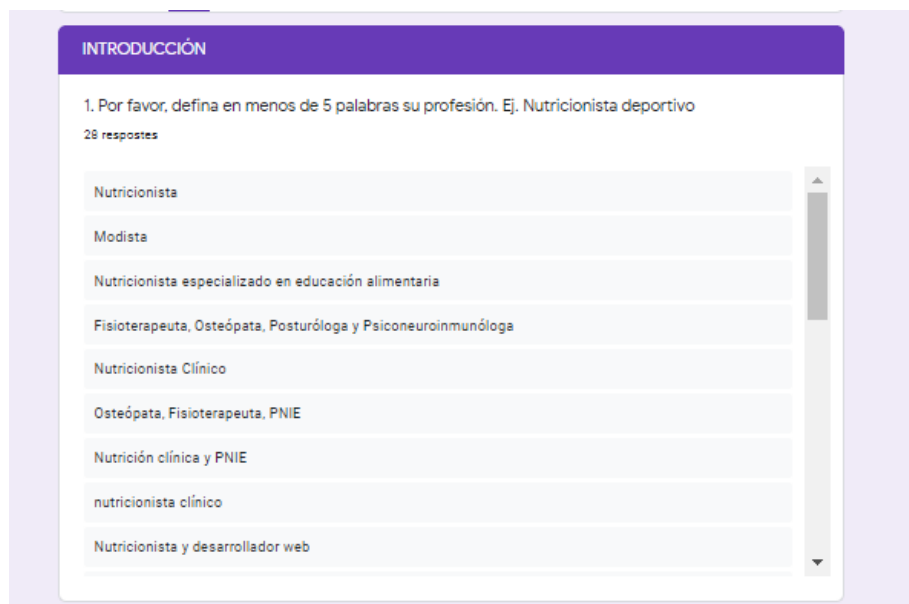 INTRODUCCIÓN
1. Por favor, defina en menos de 5 palabras su profesión. Ej. Nutricionista deportivo
28 respostes
Nutricionista
Modista
Nutricionista especializado en educación alimentaria
Fisioterapeuta, Osteópata, Posturóloga y Psiconeuroinmunóloga
Nutricionista Clínico
Osteópata, Fisioterapeuta, PNIE
Nutrición clínica y PNIE
nutricionista clínico
Nutricionista y desarrollador web